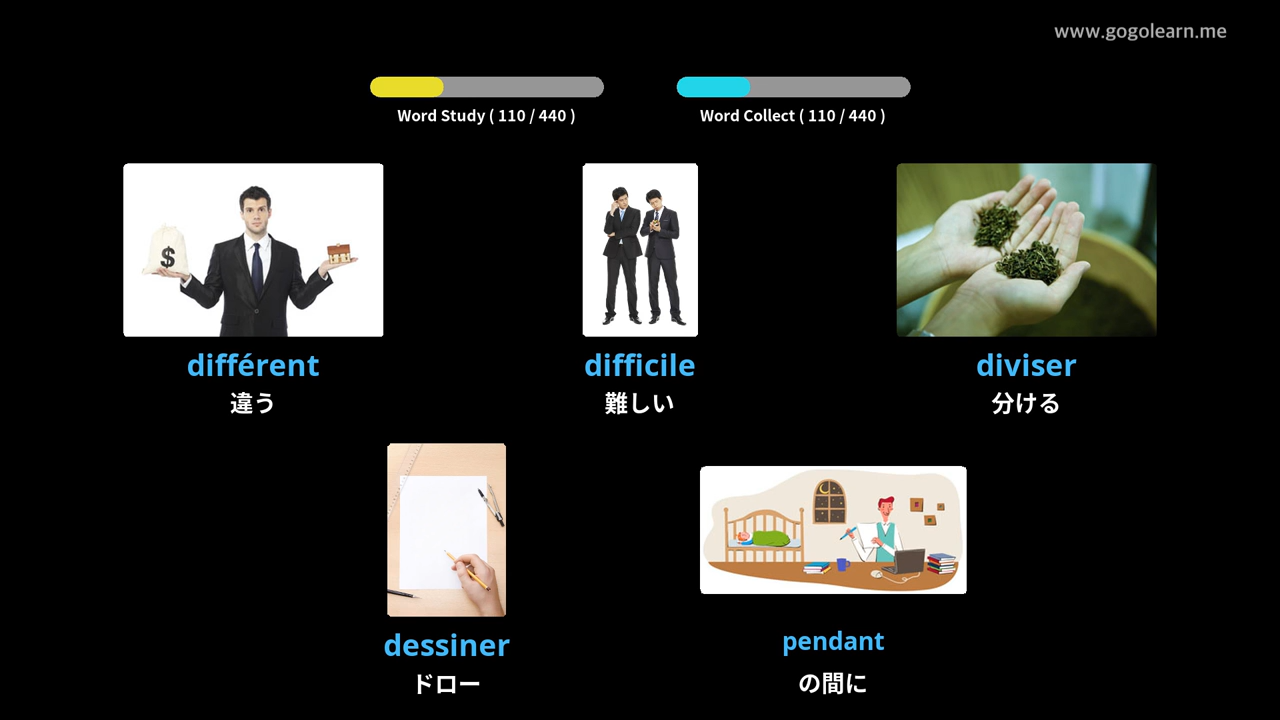 www.gogolearn.me
Word Study ( 110 / 440 )
Word Collect ( 110 / 440 )
$
différent
違う
difficile
難しい
diviser
分ける
dessiner
ドロー
pendant
の間に